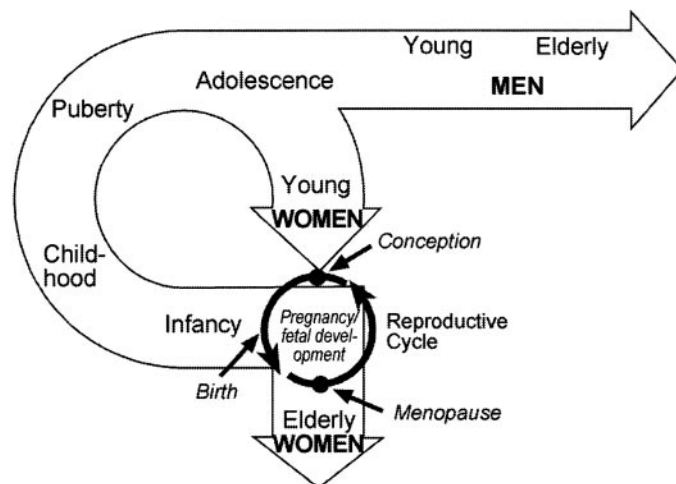 Young Elderly
MEN
Adolescence
Puberty
Young
WOMEN
Conception
Child-
hood
Infancy
Pregnancy/
fetal devel-
opment
Reproductive
Cycle
Birth
Menopause
Elderly
WOMEN